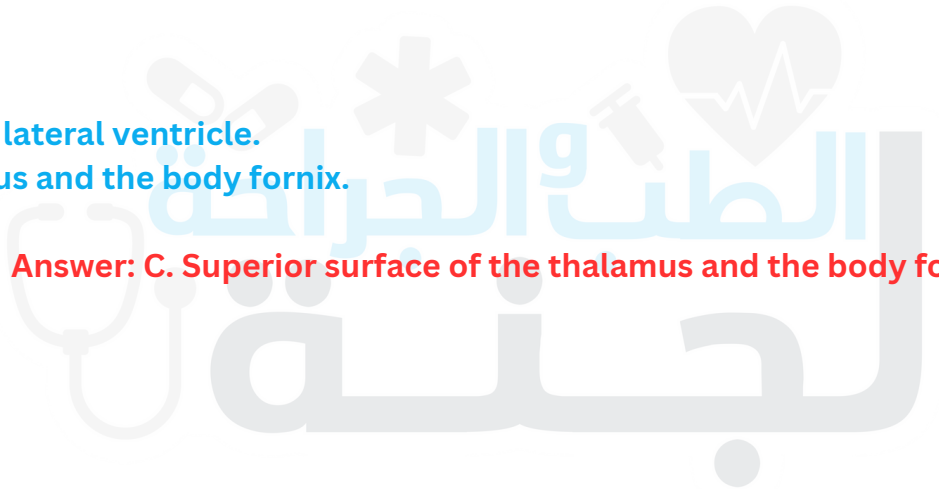 lateral ventricle.
us and the body fornix.
Answer: C. Superior surface of the thalamus and the body fo
الطب والجراحة
لجنة